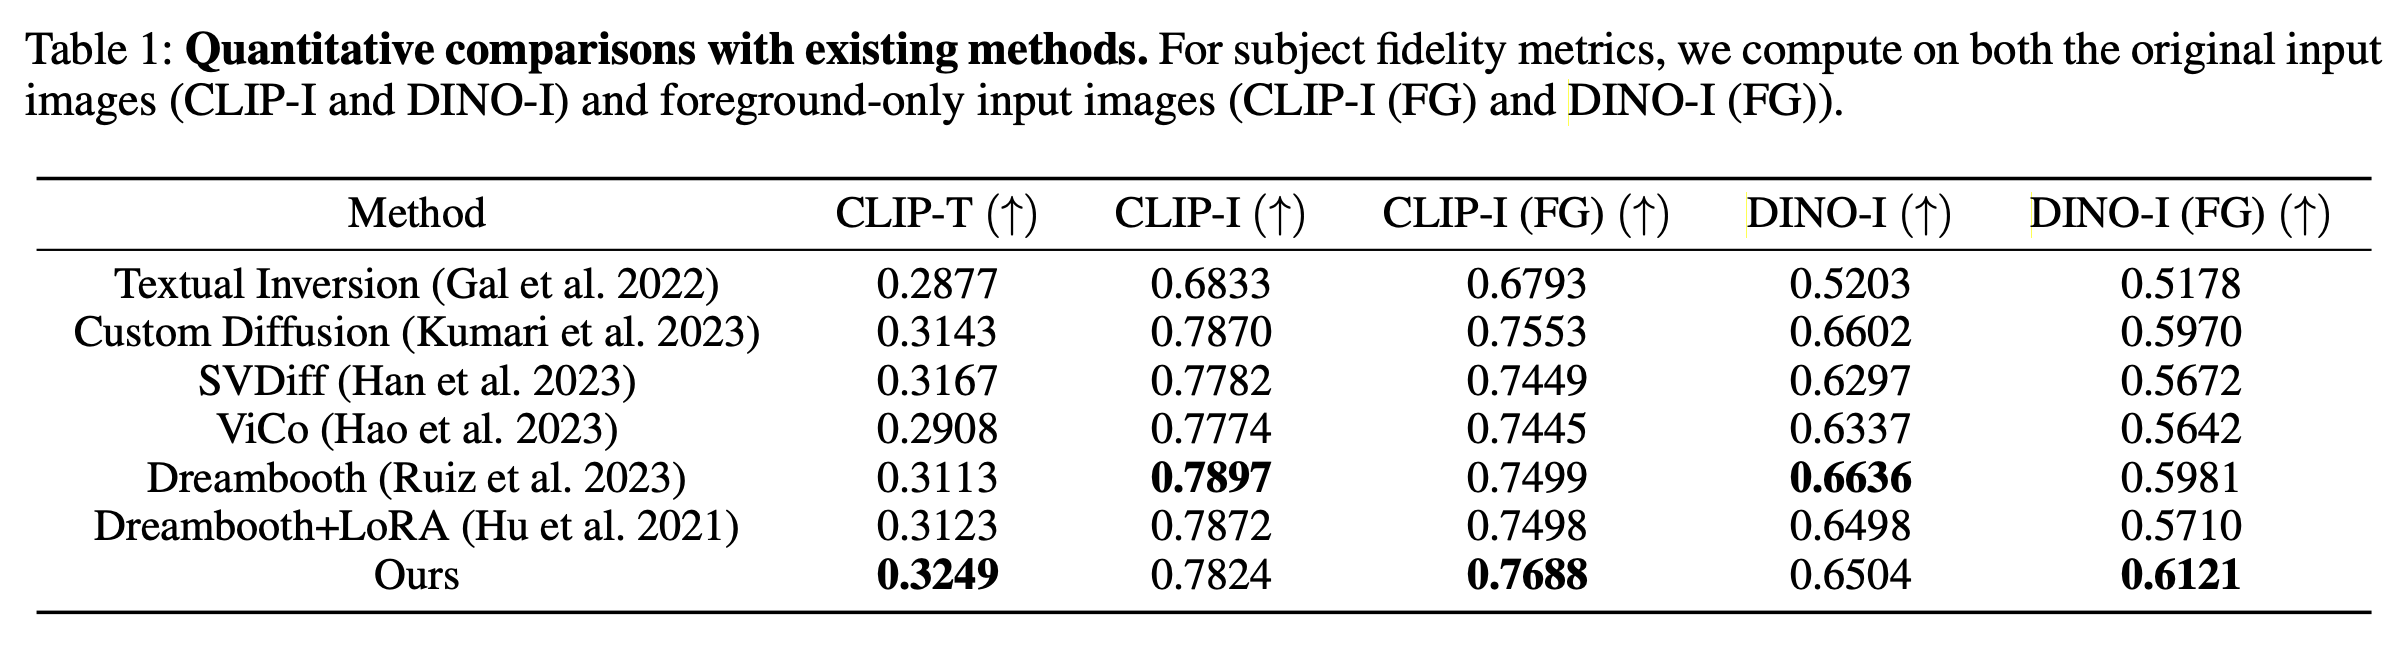 Table 1: Quantitative comparisons with existing methods. For subject fidelity metrics, we compute on both the original input
images (CLIP-I and DINO-I) and foreground-only input images (CLIP-I (FG) and DINO-I (FG)).
Method CLIP-T (↑) CLIP-I (↑) CLIP-I (FG) (↑) DINO-I (↑) DINO-I (FG) (↑)
Textual Inversion (Gal et al. 2022) 0.2877 0.6833 0.6793 0.5203 0.5178
Custom Diffusion (Kumari et al. 2023) 0.3143 0.7870 0.7553 0.6602 0.5970
SVDiff (Han et al. 2023) 0.3167 0.7782 0.7449 0.6297 0.5672
ViCo (Hao et al. 2023) 0.2908 0.7774 0.7445 0.6337 0.5642
Dreambooth (Ruiz et al. 2023) 0.3113 0.7897 0.7499 0.6636 0.5981
Dreambooth+LoRA (Hu et al. 2021) 0.3123 0.7872 0.7498 0.6498 0.5710
Ours 0.3249 0.7824 0.7688 0.6504 0.6121